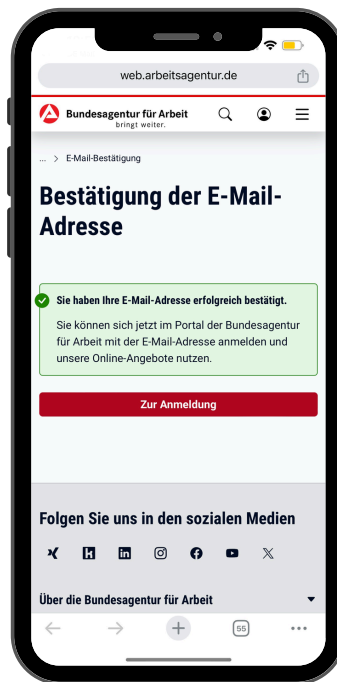 web.arbeitsagentur.de
Bundesagentur für Arbeit
bringt weiter.
... > E-Mail-Bestätigung
Bestätigung der E-Mail-
Adresse
Sie haben Ihre E-Mail-Adresse erfolgreich bestätigt.
Sie können sich jetzt im Portal der Bundesagentur
für Arbeit mit der E-Mail-Adresse anmelden und
unsere Online-Angebote nutzen.
Zur Anmeldung
Folgen Sie uns in den sozialen Medien
Über die Bundesagentur für Arbeit
55